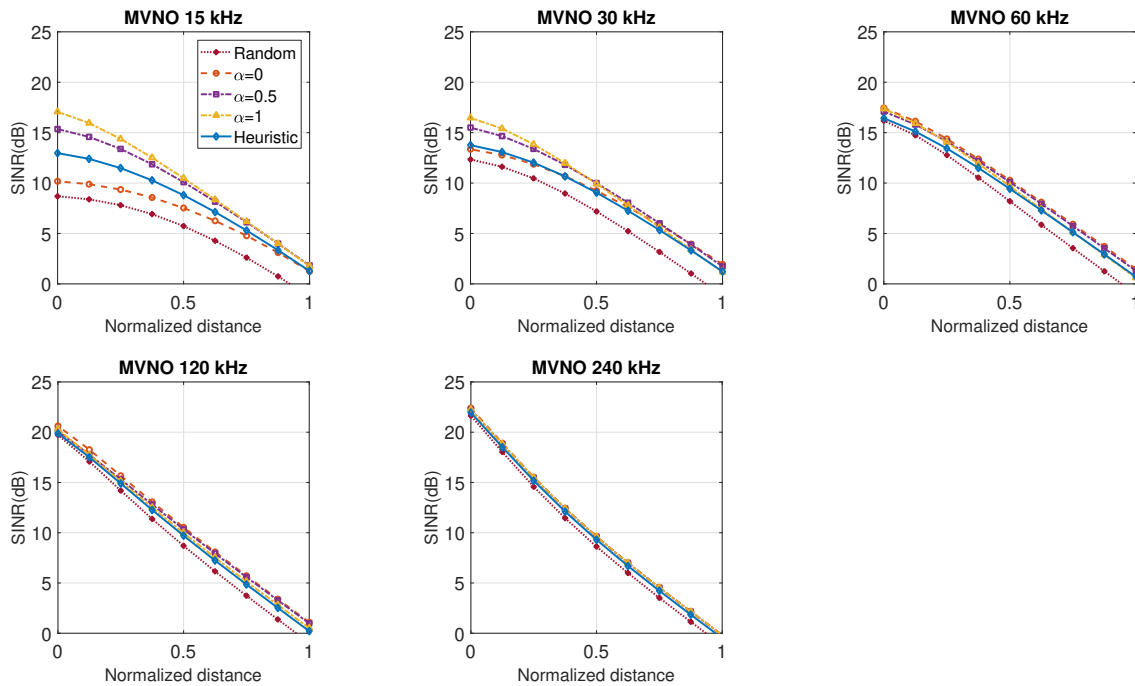 MVNO 15 kHz
25
20
15
10
5
0
SINR(dB)
0
0.5
1
Normalized distance
Random
α=0
α=0.5
α=1
Heuristic
MVNO 30 kHz
25
20
15
10
5
0
SINR(dB)
0
0.5
1
Normalized distance
MVNO 60 kHz
25
20
15
10
5
0
SINR(dB)
0
0.5
1
Normalized distance
MVNO 120 kHz
25
20
15
10
5
0
SINR(dB)
0
0.5
1
Normalized distance
MVNO 240 kHz
25
20
15
10
5
0
SINR(dB)
0
0.5
1
Normalized distance